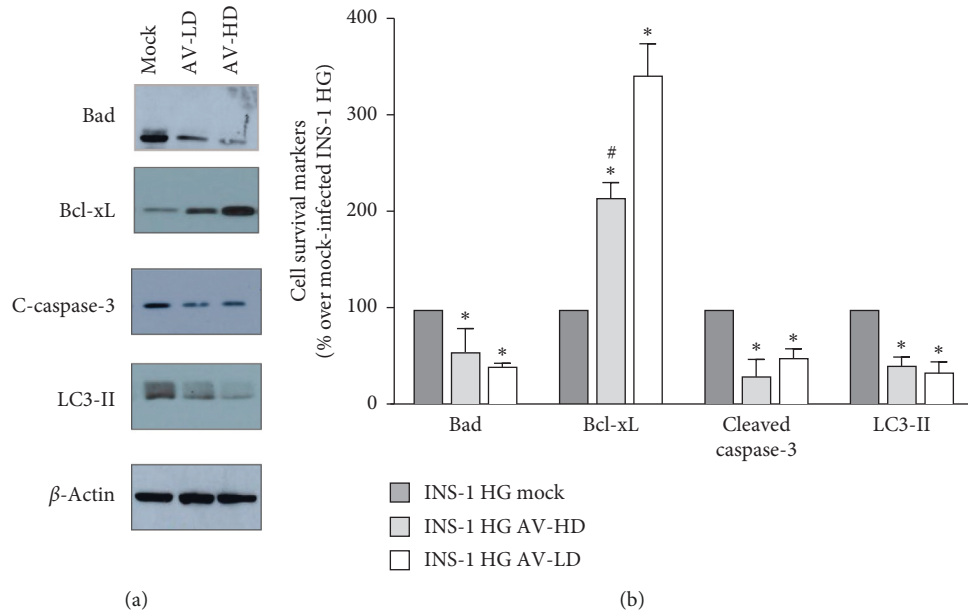 Mock
AV-LD
AV-HD
Bad
Bcl-xL
C-caspase-3
LC3-II
β-Actin
(a)
Cell survival markers
(% over mock-infected INS-1 HG)
400
300
200
100
0
*
*
#
*
*
*
*
*
*
Bad
Bcl-xL
Cleaved
caspase-3
LC3-II
INS-1 HG mock
INS-1 HG AV-HD
INS-1 HG AV-LD
(b)